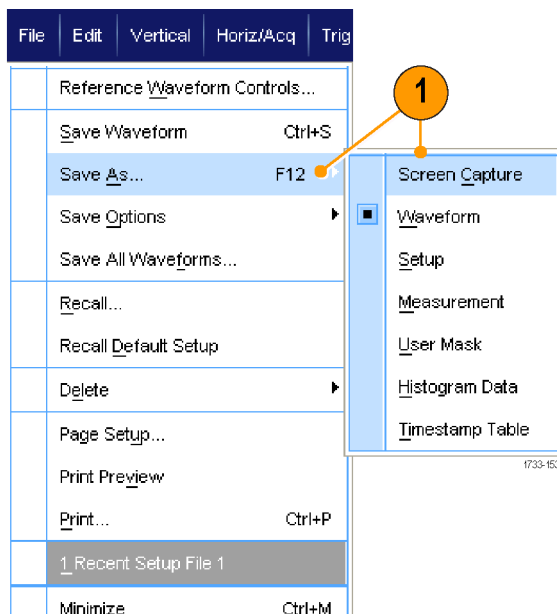 File Edit Vertical Horiz/Acq Trig
Reference Waveform Controls...
1
Save Waveform Ctrl+S
Save As... F12
Save Options
Save All Waveforms...
Recall...
Recall Default Setup
Delete
Page Setup...
Print Preview
Print... Ctrl+P
1 Recent Setup File 1
Minimize Ctrl+M
Screen Capture
Waveform
Setup
Measurement
User Mask
Histogram Data
Timestamp Table